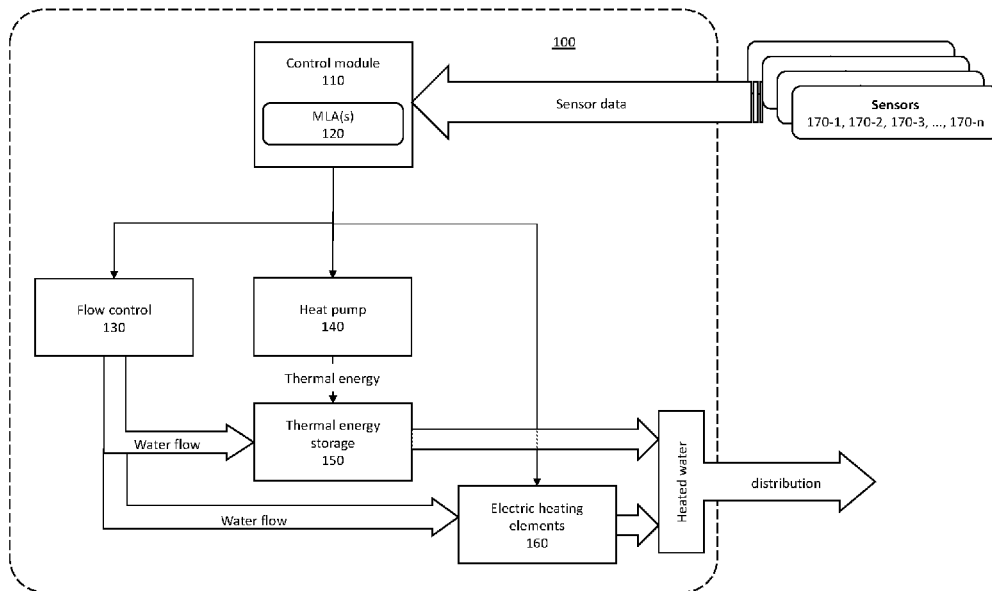 100
Control module
110
MLA(s)
120
Sensor data
Sensors
170-1, 170-2, 170-3, ..., 170-n
Flow control
130
Heat pump
140
Thermal energy
Thermal energy
storage
150
Water flow
Water flow
Electric heating
elements
160
Heated water
distribution